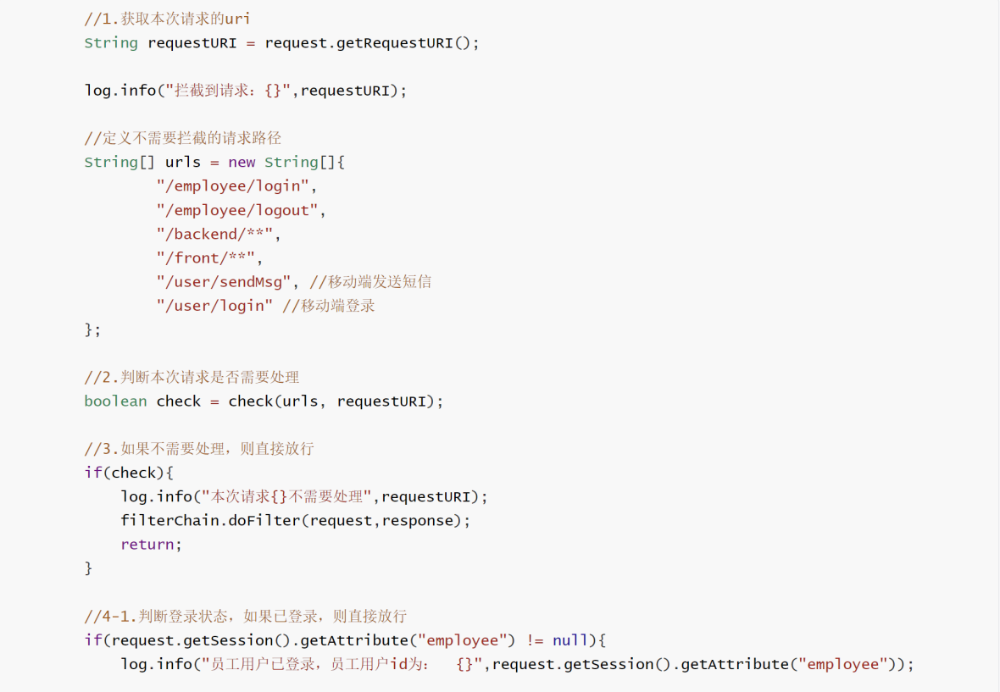 //1.获取本次请求的uri
String requestURI = request.getRequestURI();
log.info("拦截到请求：{}",requestURI);
//定义不需要拦截的请求路径
String[] urls = new String[]{
"/employee/login",
"/employee/logout",
"/backend/**",
"/front/**",
"/user/sendMsg", //移动端发送短信
"/user/login" //移动端登录
};
//2.判断本次请求是否需要处理
boolean check = check(urls, requestURI);
//3.如果不需要处理，则直接放行
if(check){
log.info("本次请求{}不需要处理",requestURI);
filterChain.doFilter(request,response);
return;
}
//4-1.判断登录状态，如果已登录，则直接放行
if(request.getSession().getAttribute("employee") != null){
log.info("员工用户已登录，员工用户id为：  {}",request.getSession().getAttribute("employee"));